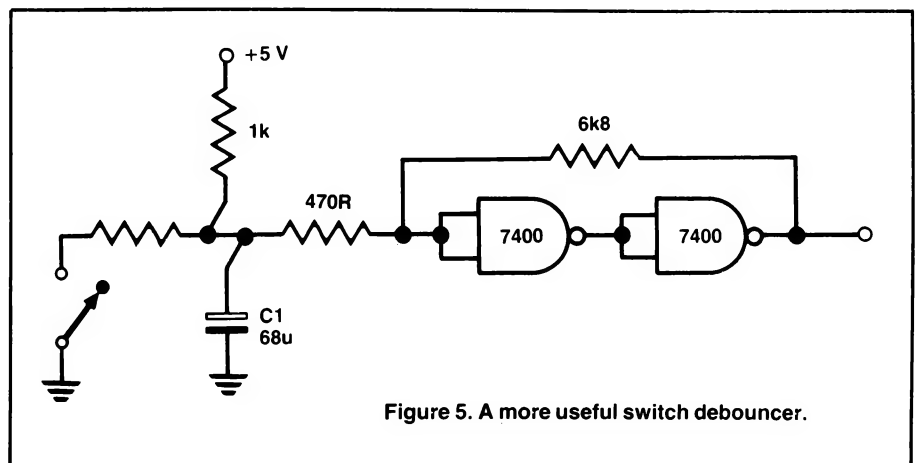 +5 V
1k
6k8
470R
7400
7400
C1
68u
Figure 5. A more useful switch debouncer.